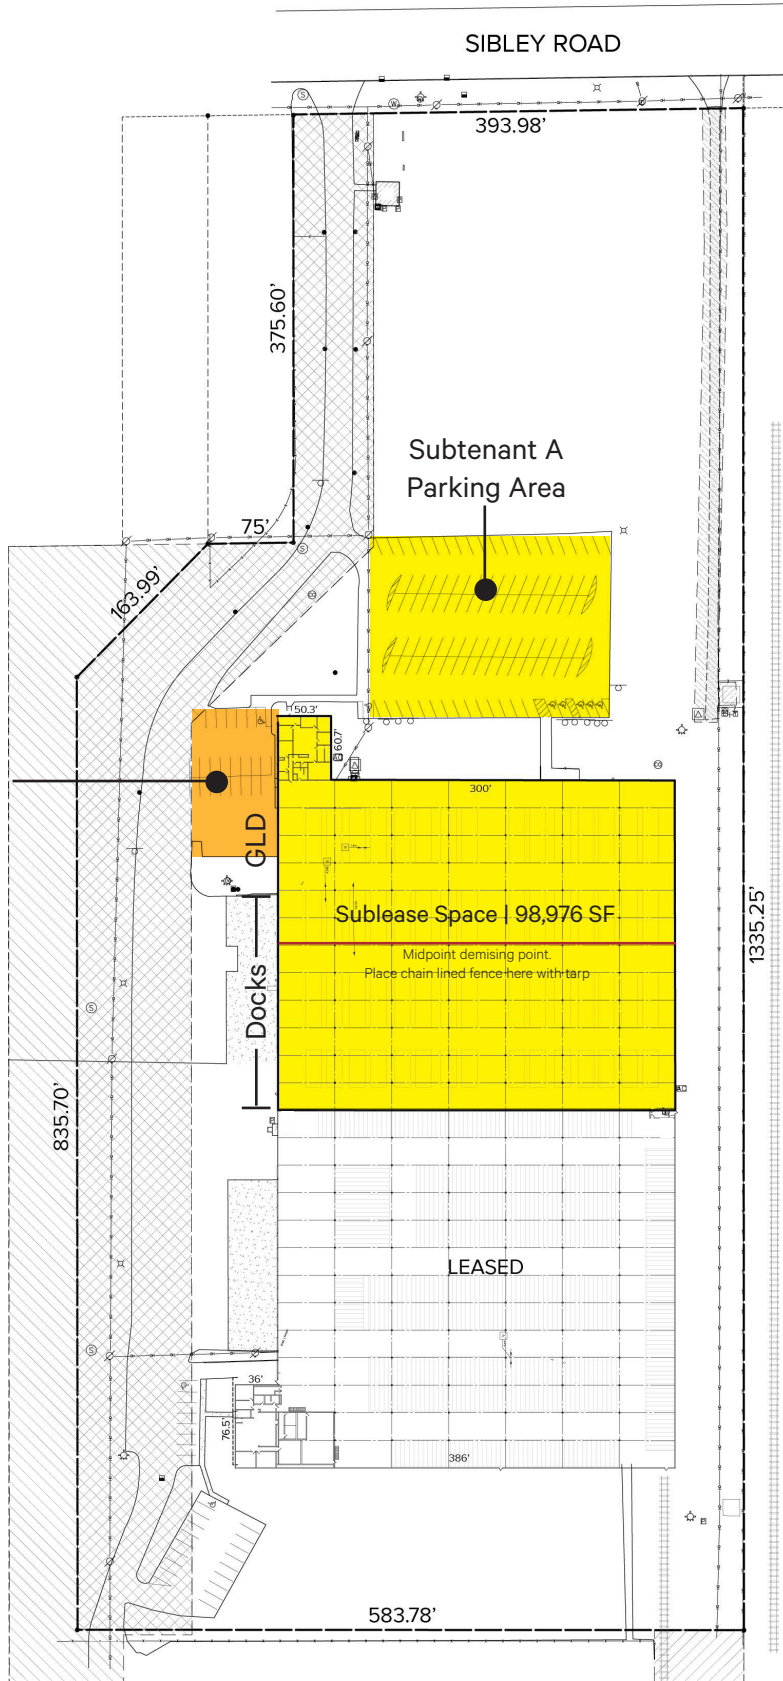 SIBLEY ROAD
S
W
393.98'
375.60'
Subtenant A
Parking Area
75'
S
163.99'
50.3'
60.7'
300'
GLD
Sublease Space | 98,976 SF
Midpoint demising point.
Place chain lined fence here with tarp
Docks
1335.25'
S
835.70'
LEASED
S
36'
76.5'
386'
583.78'